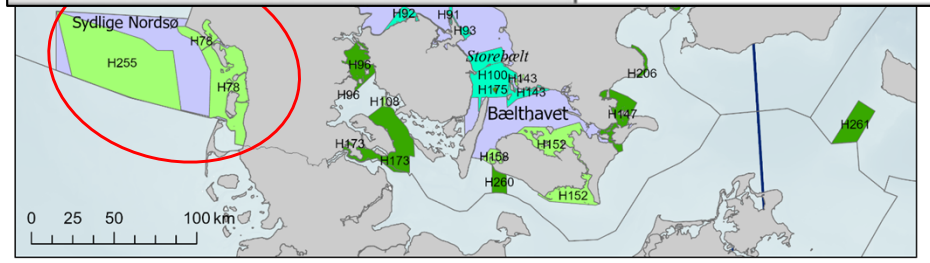 Sydlige Nordsø
H78
H255
H78
H92
H91
H93
Storebælt
H100
H143
H175
H143
H206
H96
H96
H108
Bælthavet
H147
H261
H173
H173
H158
H152
H260
H152
0 25 50 100 km